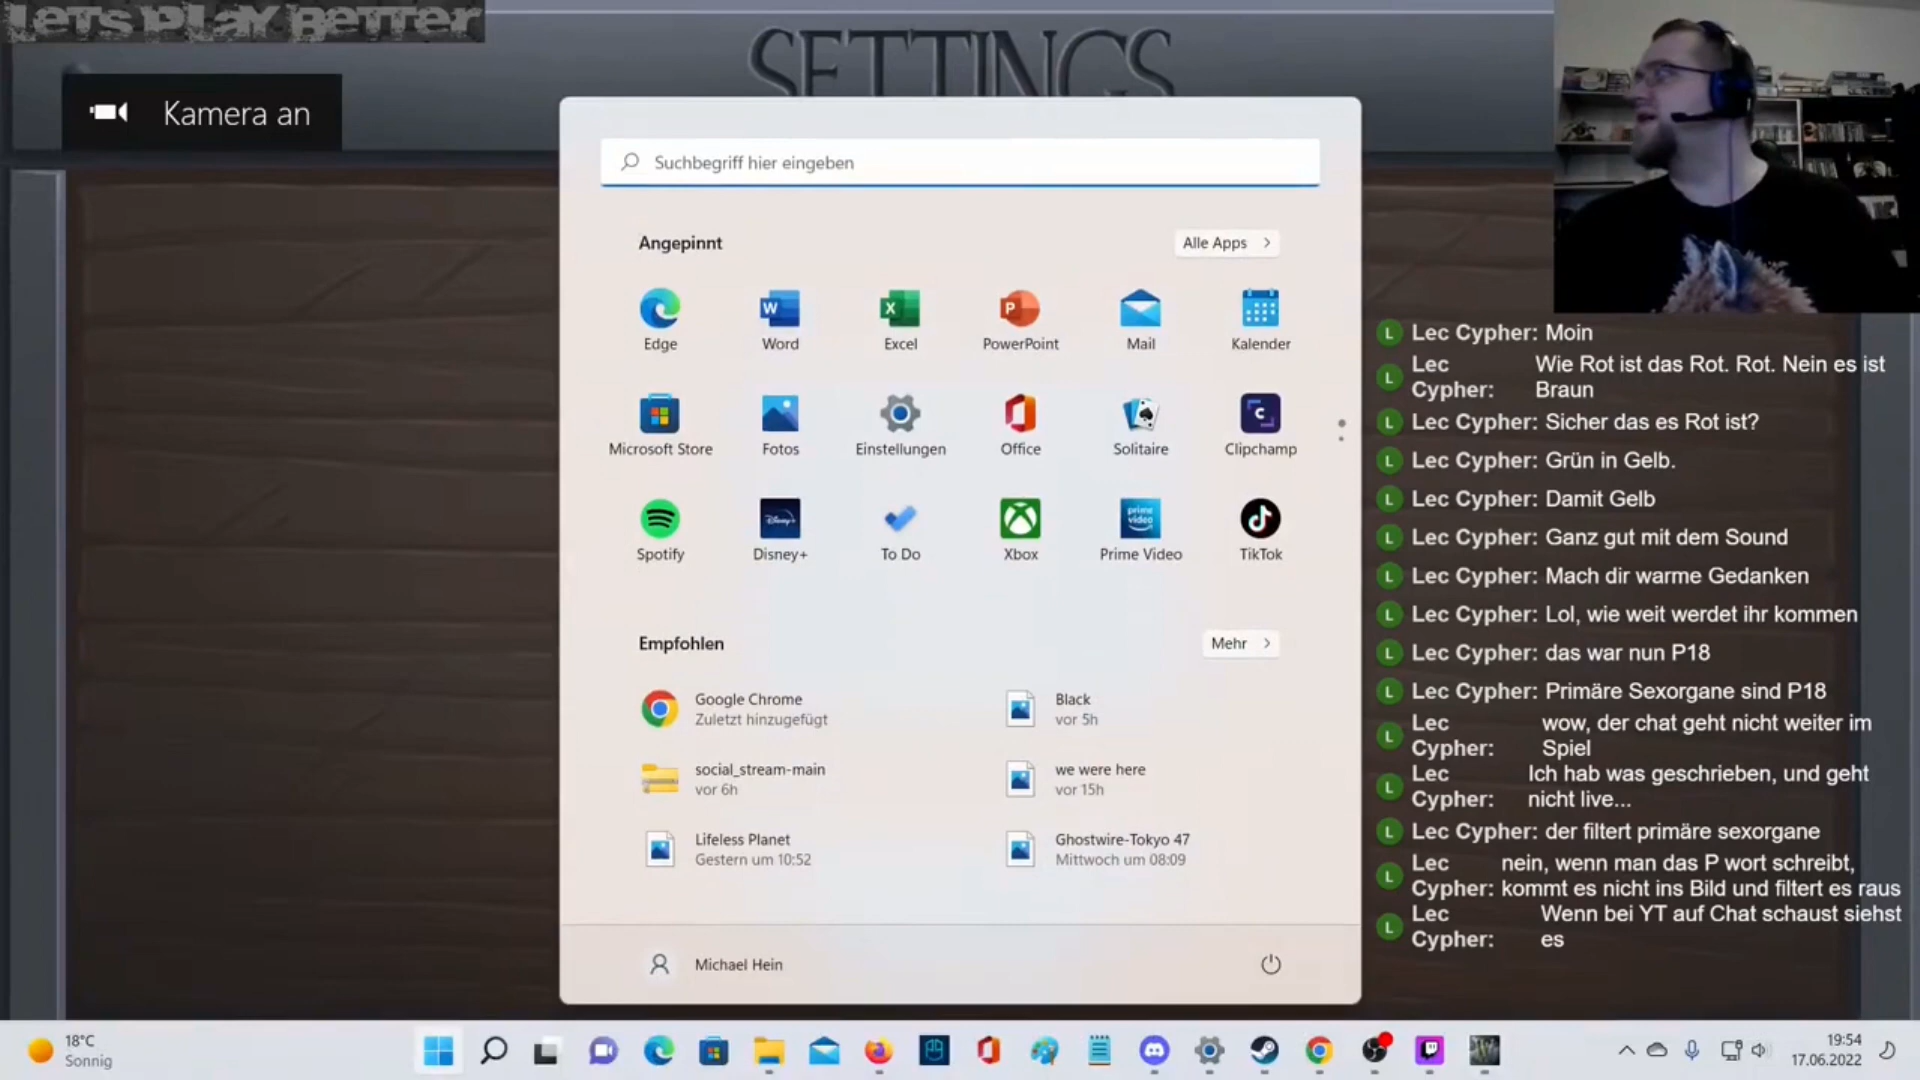 LETS PLAY BETTER
SETTINGS
Kamera an
Suchbegriff hier eingeben
Angepinnt
Alle Apps
Edge
Word
Excel
PowerPoint
Mail
Kalender
Microsoft Store
Fotos
Einstellungen
Office
Solitaire
Clipchamp
Spotify
Disney+
To Do
Xbox
prime video
Prime Video
TikTok
Empfohlen
Mehr
Google Chrome
Zuletzt hinzugefügt
Black
vor 5h
social_stream-main
vor 6h
we were here
vor 15h
Lifeless Planet
Gestern um 10:52
Ghostwire-Tokyo 47
Mittwoch um 08:09
Michael Hein
Lec Cypher: Moin
Lec Cypher: Wie Rot ist das Rot. Rot. Nein es ist
Braun
Lec Cypher: Sicher das es Rot ist?
Lec Cypher: Grün in Gelb.
Lec Cypher: Damit Gelb
Lec Cypher: Ganz gut mit dem Sound
Lec Cypher: Mach dir warme Gedanken
Lec Cypher: Lol, wie weit werdet ihr kommen
Lec Cypher: das war nun P18
Lec Cypher: Primäre Sexorgane sind P18
Lec Cypher: wow, der chat geht nicht weiter im
Spiel
Lec Cypher: Ich hab was geschrieben, und geht
nicht live...
Lec Cypher: der filtert primäre sexorgane
Lec Cypher: nein, wenn man das P wort schreibt,
kommt es nicht ins Bild und filtert es raus
Lec Cypher: Wenn bei YT auf Chat schaust siehst
es
18°C
Sonnig
19:54
17.06.2022